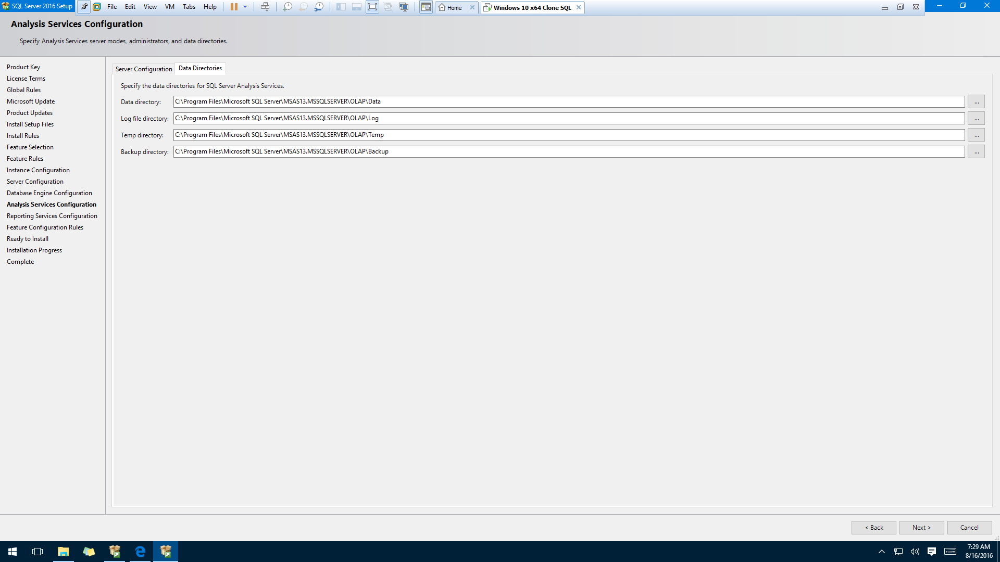 SQL Server 2016 Setup
File Edit View VM Tabs Help
Home
Windows 10 x64 Clone SQL
Analysis Services Configuration
Specify Analysis Services server modes, administrators, and data directories.
Product Key
License Terms
Global Rules
Microsoft Update
Product Updates
Install Setup Files
Install Rules
Feature Selection
Feature Rules
Instance Configuration
Server Configuration
Database Engine Configuration
Analysis Services Configuration
Reporting Services Configuration
Feature Configuration Rules
Ready to Install
Installation Progress
Complete
Server Configuration Data Directories
Specify the data directories for SQL Server Analysis Services.
Data directory: C:\Program Files\Microsoft SQL Server\MSAS13.MSSQLSERVER\OLAP\Data ...
Log file directory: C:\Program Files\Microsoft SQL Server\MSAS13.MSSQLSERVER\OLAP\Log ...
Temp directory: C:\Program Files\Microsoft SQL Server\MSAS13.MSSQLSERVER\OLAP\Temp ...
Backup directory: C:\Program Files\Microsoft SQL Server\MSAS13.MSSQLSERVER\OLAP\Backup ...
< Back Next > Cancel
7:29 AM
8/16/2016